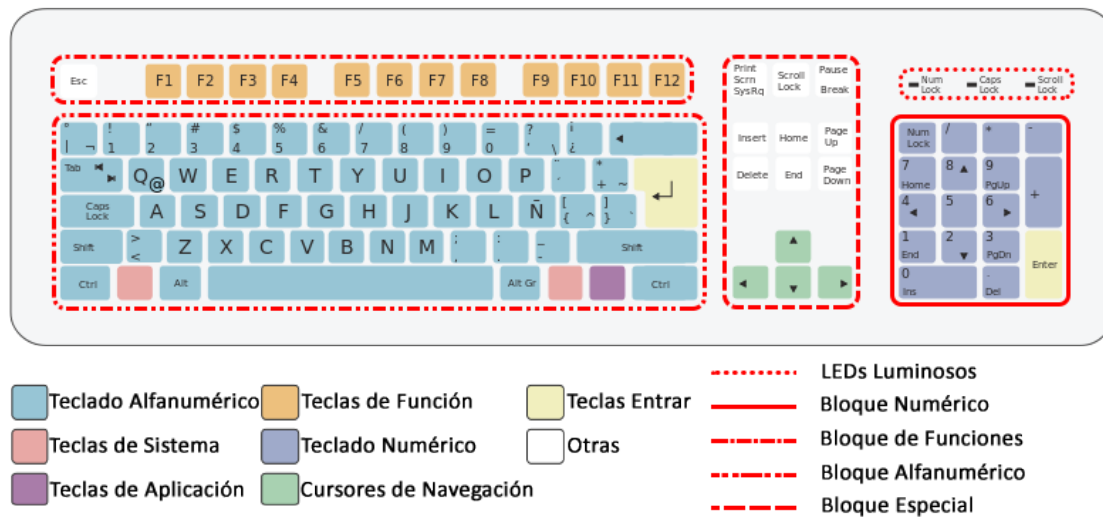 Esc F1 F2 F3 F4 F5 F6 F7 F8 F9 F10 F11 F12
Print Scrn SysRq
Scroll Lock
Pause Break
Num Lock
Caps Lock
Scroll Lock
° | ¬
! 1
" 2
# 3
$ 4
% 5
& 6
/ 7
( 8
) 9
= 0
? ' \
¡ ¿
Insert Home Page Up
Num Lock / * -
Tab Q @ W E R T Y U I O P
¨ ´
* + ~
Delete End Page Down
7 Home
8
9 PgUp
+
Caps Lock A S D F G H J K L Ñ
[ { ^
] } `
4 5 6
Shift > < Z X C V B N M
; ,
: .
_ -
Shift
1 End
2
3 PgDn
Enter
Ctrl Alt Alt Gr Ctrl
0 Ins
. Del
Teclado Alfanumérico
Teclas de Función
Teclas Entrar
Teclas de Sistema
Teclado Numérico
Otras
Teclas de Aplicación
Cursores de Navegación
LEDs Luminosos
Bloque Numérico
Bloque de Funciones
Bloque Alfanumérico
Bloque Especial